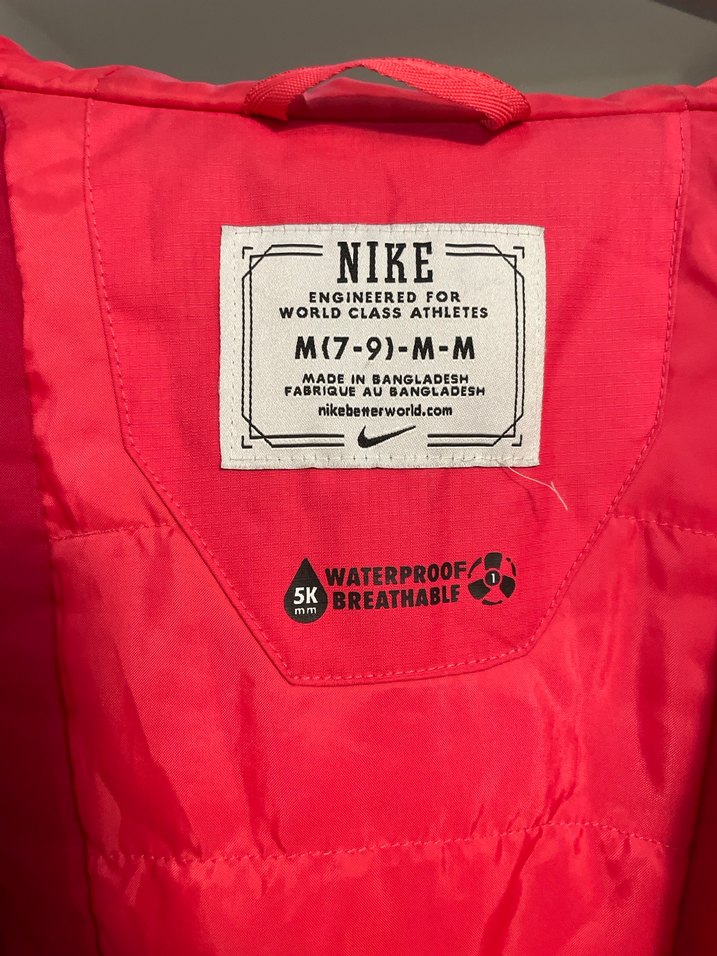 NIKE
ENGINEERED FOR
WORLD CLASS ATHLETES
M(7-9)-M-M
MADE IN BANGLADESH
FABRIQUE AU BANGLADESH
nikebetterworld.com
5K
mm
WATERPROOF
BREATHABLE
1